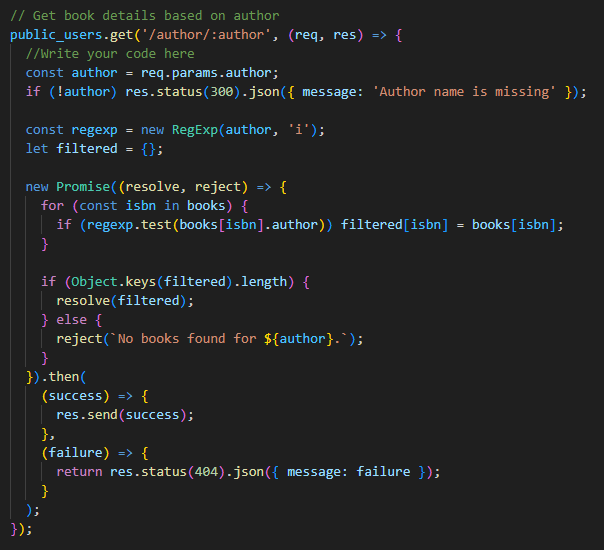 // Get book details based on author
public_users.get('/author/:author', (req, res) => {
  //Write your code here
  const author = req.params.author;
  if (!author) res.status(300).json({ message: 'Author name is missing' });

  const regexp = new RegExp(author, 'i');
  let filtered = {};

  new Promise((resolve, reject) => {
    for (const isbn in books) {
      if (regexp.test(books[isbn].author)) filtered[isbn] = books[isbn];
    }

    if (Object.keys(filtered).length) {
      resolve(filtered);
    } else {
      reject(`No books found for ${author}.`);
    }
  }).then(
    (success) => {
      res.send(success);
    },
    (failure) => {
      return res.status(404).json({ message: failure });
    }
  );
});